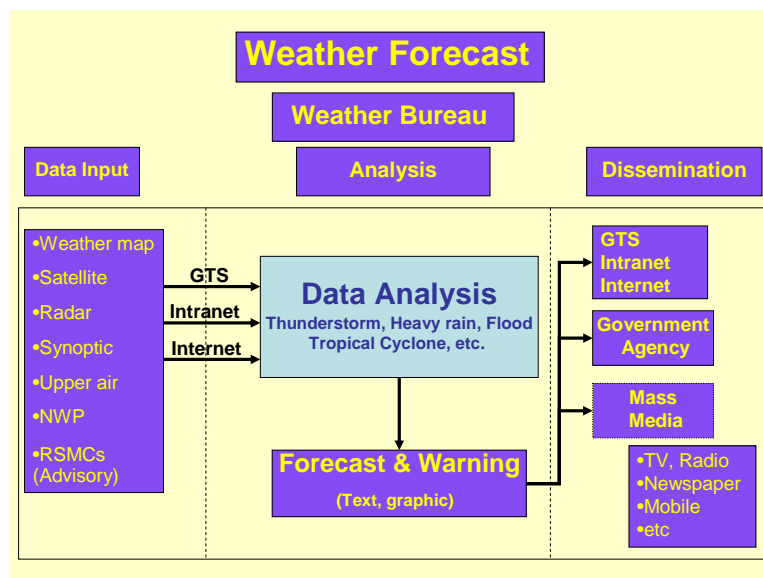 Weather Forecast
Weather Bureau
Data Input
Analysis
Dissemination
•Weather map
•Satellite
•Radar
•Synoptic
•Upper air
•NWP
•RSMCs
(Advisory)
GTS
Intranet
Internet
Data Analysis
Thunderstorm, Heavy rain, Flood
Tropical Cyclone, etc.
Forecast & Warning
(Text, graphic)
GTS
Intranet
Internet
Government
Agency
Mass
Media
•TV, Radio
•Newspaper
•Mobile
•etc